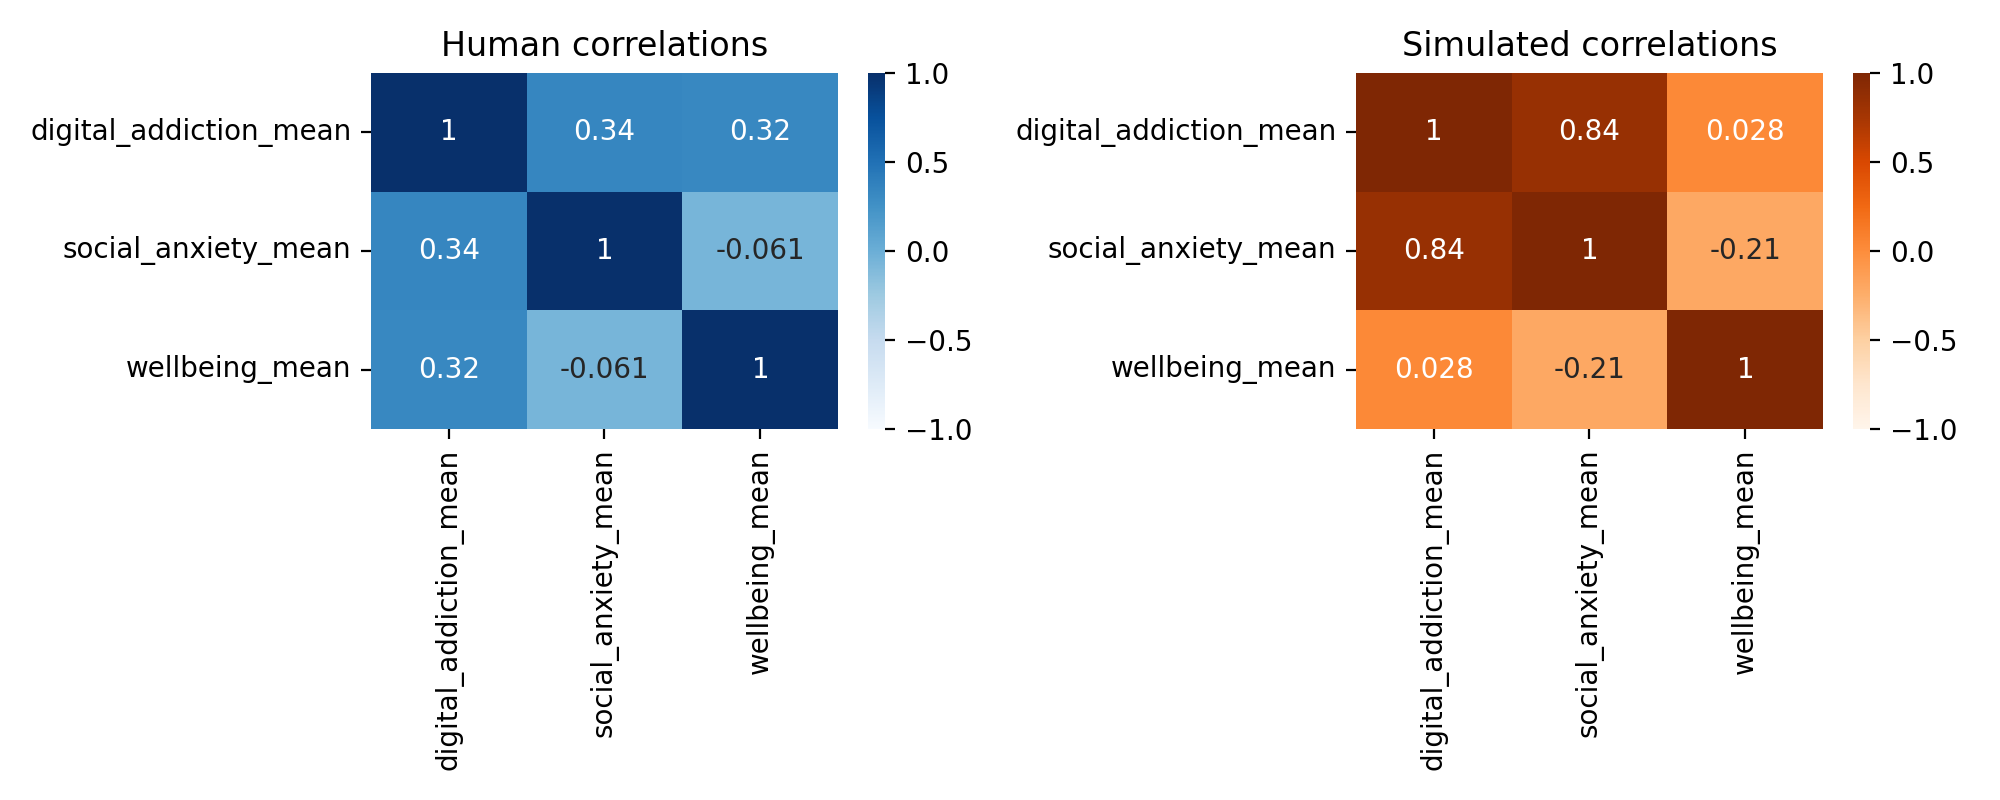 Human correlations
digital_addiction_mean 1 0.34 0.32
social_anxiety_mean 0.34 1 -0.061
wellbeing_mean 0.32 -0.061 1
digital_addiction_mean
social_anxiety_mean
wellbeing_mean
1.0
0.5
0.0
−0.5
−1.0
Simulated correlations
digital_addiction_mean 1 0.84 0.028
social_anxiety_mean 0.84 1 -0.21
wellbeing_mean 0.028 -0.21 1
digital_addiction_mean
social_anxiety_mean
wellbeing_mean
1.0
0.5
0.0
−0.5
−1.0